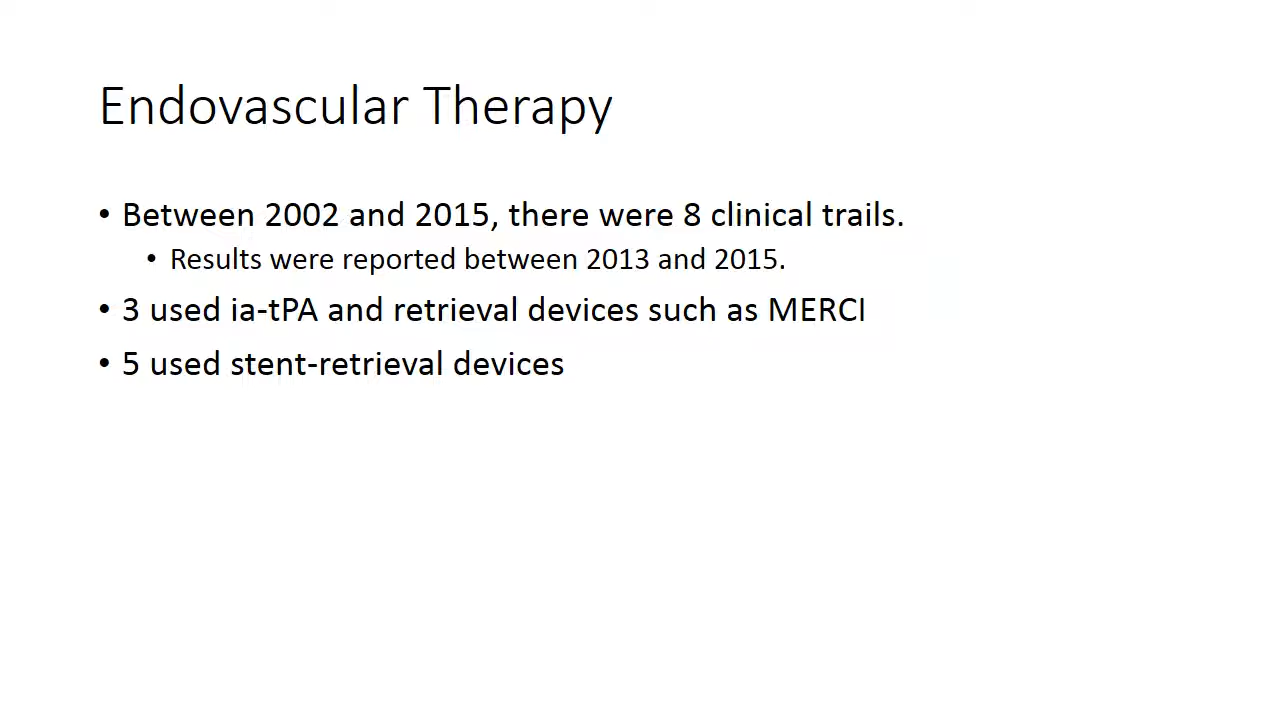 Endovascular Therapy
• Between 2002 and 2015, there were 8 clinical trails.
• Results were reported between 2013 and 2015.
• 3 used ia-tPA and retrieval devices such as MERCI
• 5 used stent-retrieval devices